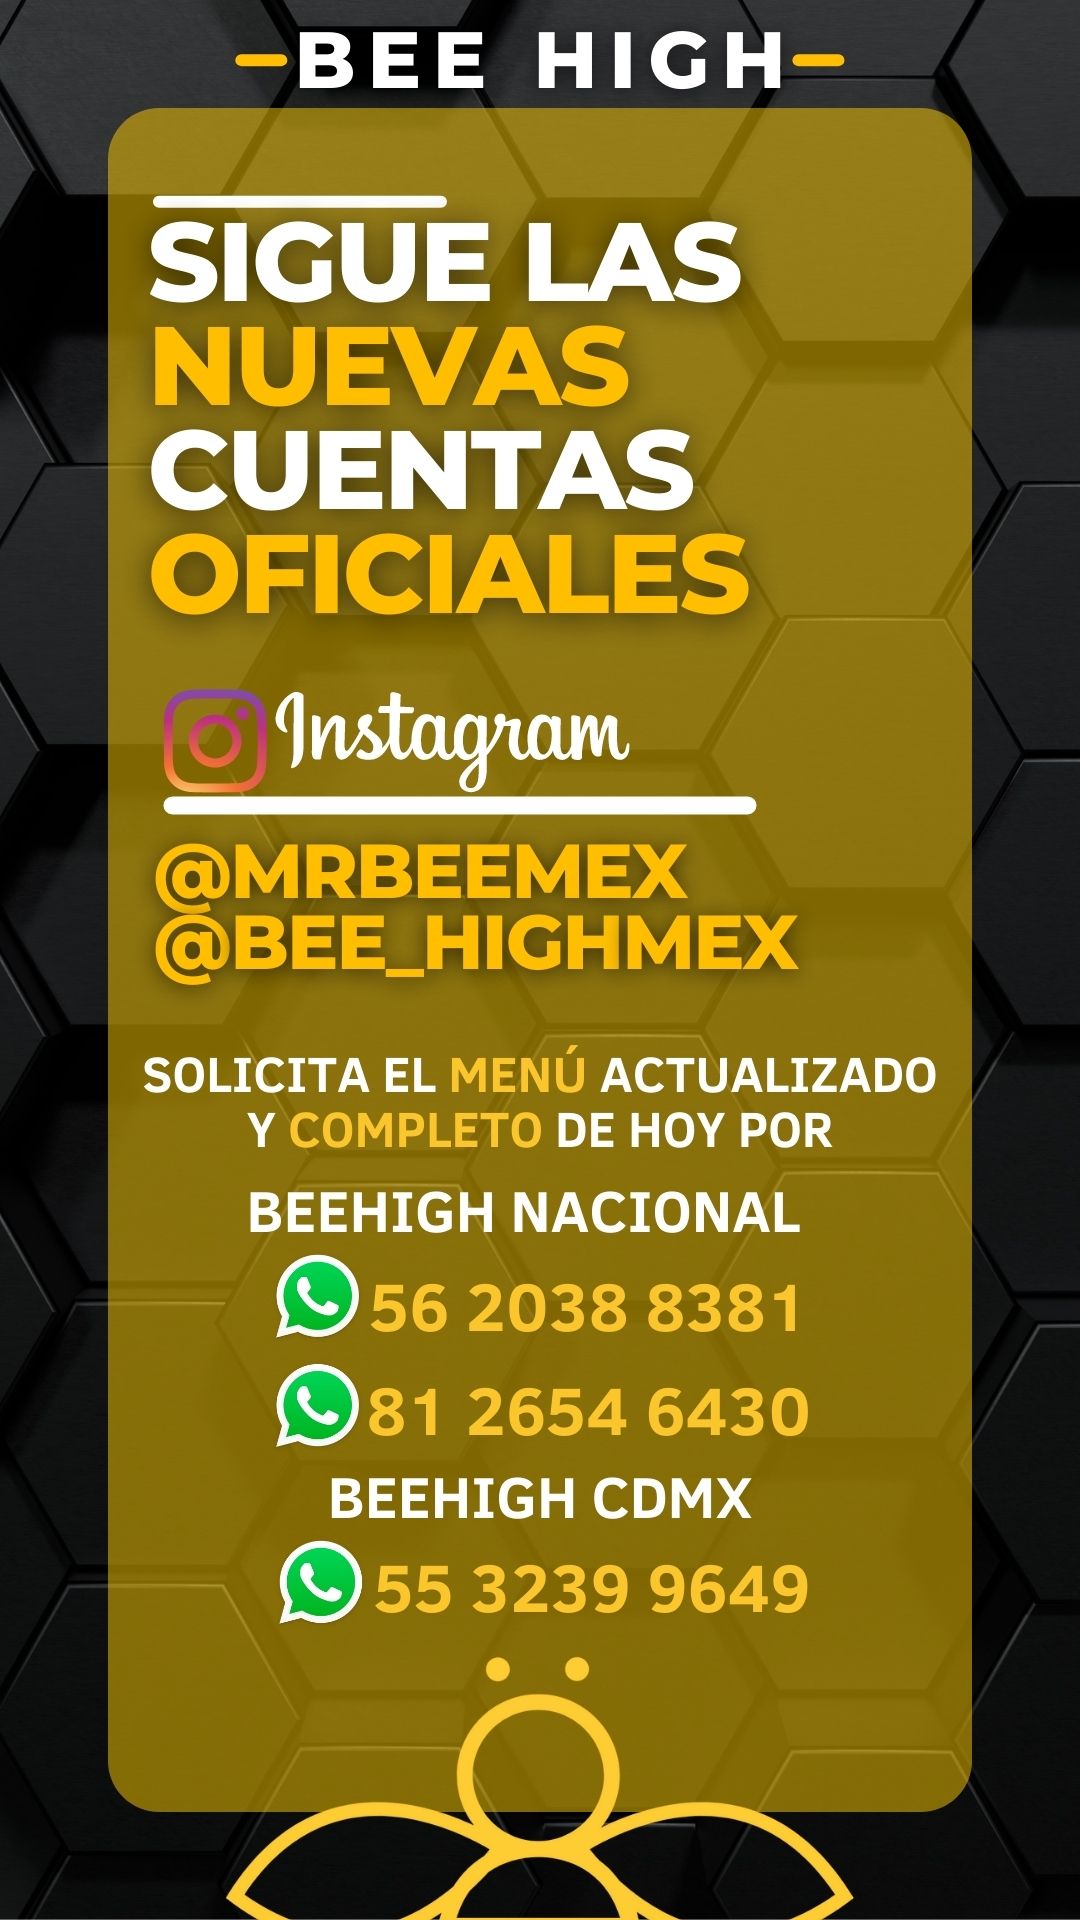 BEE HIGH
SIGUE LAS
NUEVAS
CUENTAS
OFICIALES
Instagram
@MRBEEMEX
@BEE_HIGHMEX
SOLICITA EL MENÚ ACTUALIZADO
Y COMPLETO DE HOY POR
BEEHIGH NACIONAL
56 2038 8381
81 2654 6430
BEEHIGH CDMX
55 3239 9649